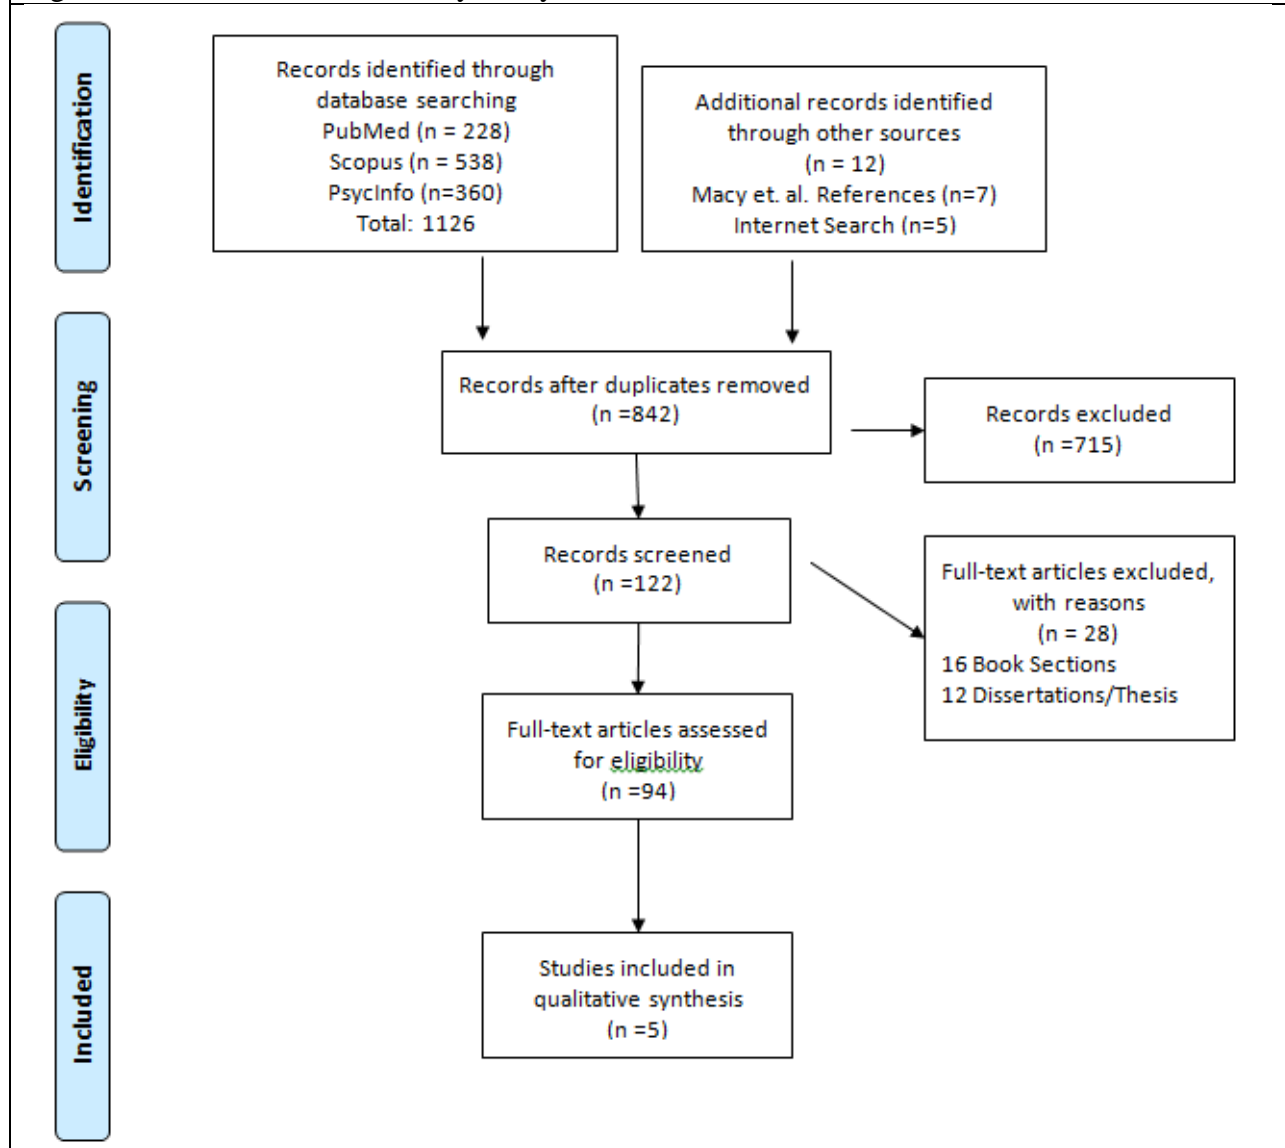 Identification
Records identified through
database searching
PubMed (n = 228)
Scopus (n = 538)
PsycInfo (n=360)
Total: 1126
Additional records identified
through other sources
(n = 12)
Macy et. al. References (n=7)
Internet Search (n=5)
Screening
Records after duplicates removed
(n =842)
Records excluded
(n =715)
Records screened
(n =122)
Full-text articles excluded,
with reasons
(n = 28)
16 Book Sections
12 Dissertations/Thesis
Eligibility
Full-text articles assessed
for eligibility
(n =94)
Included
Studies included in
qualitative synthesis
(n =5)